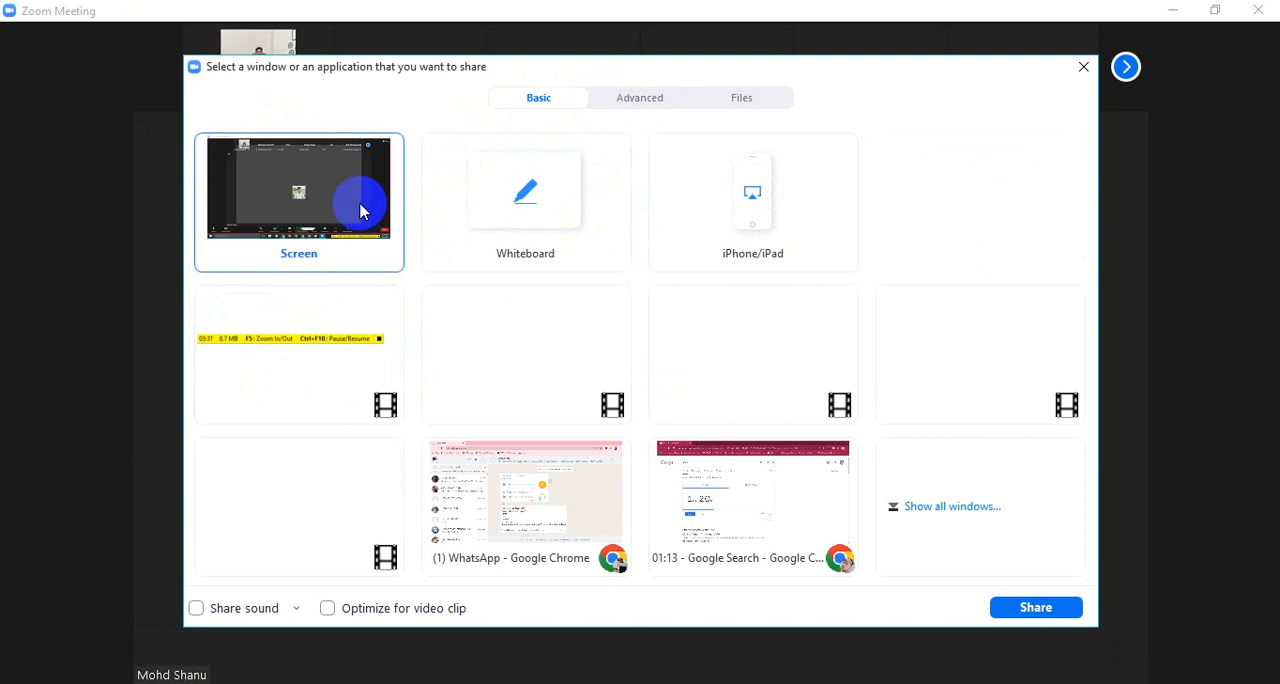 Zoom Meeting
Select a window or an application that you want to share
Basic Advanced Files
Screen Whiteboard iPhone/iPad
03:31 8.7 MB F5: Zoom In/Out Ctrl+F10: Pause/Resume
Show all windows...
(1) WhatsApp - Google Chrome 01:13 - Google Search - Google C...
Share sound Optimize for video clip Share
Mohd Shanu